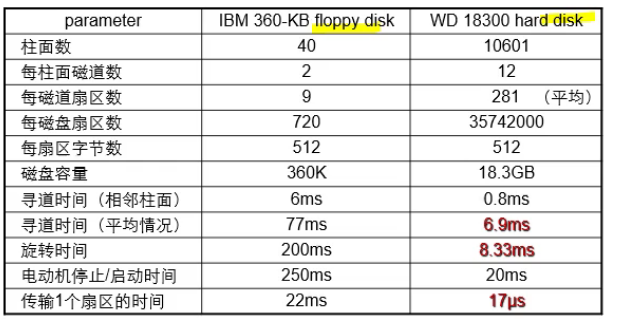 parameter IBM 360-KB floppy disk WD 18300 hard disk
柱面数 40 10601
每柱面磁道数 2 12
每磁道扇区数 9 281 （平均）
每磁盘扇区数 720 35742000
每扇区字节数 512 512
磁盘容量 360K 18.3GB
寻道时间（相邻柱面） 6ms 0.8ms
寻道时间（平均情况） 77ms 6.9ms
旋转时间 200ms 8.33ms
电动机停止/启动时间 250ms 20ms
传输1个扇区的时间 22ms 17μs